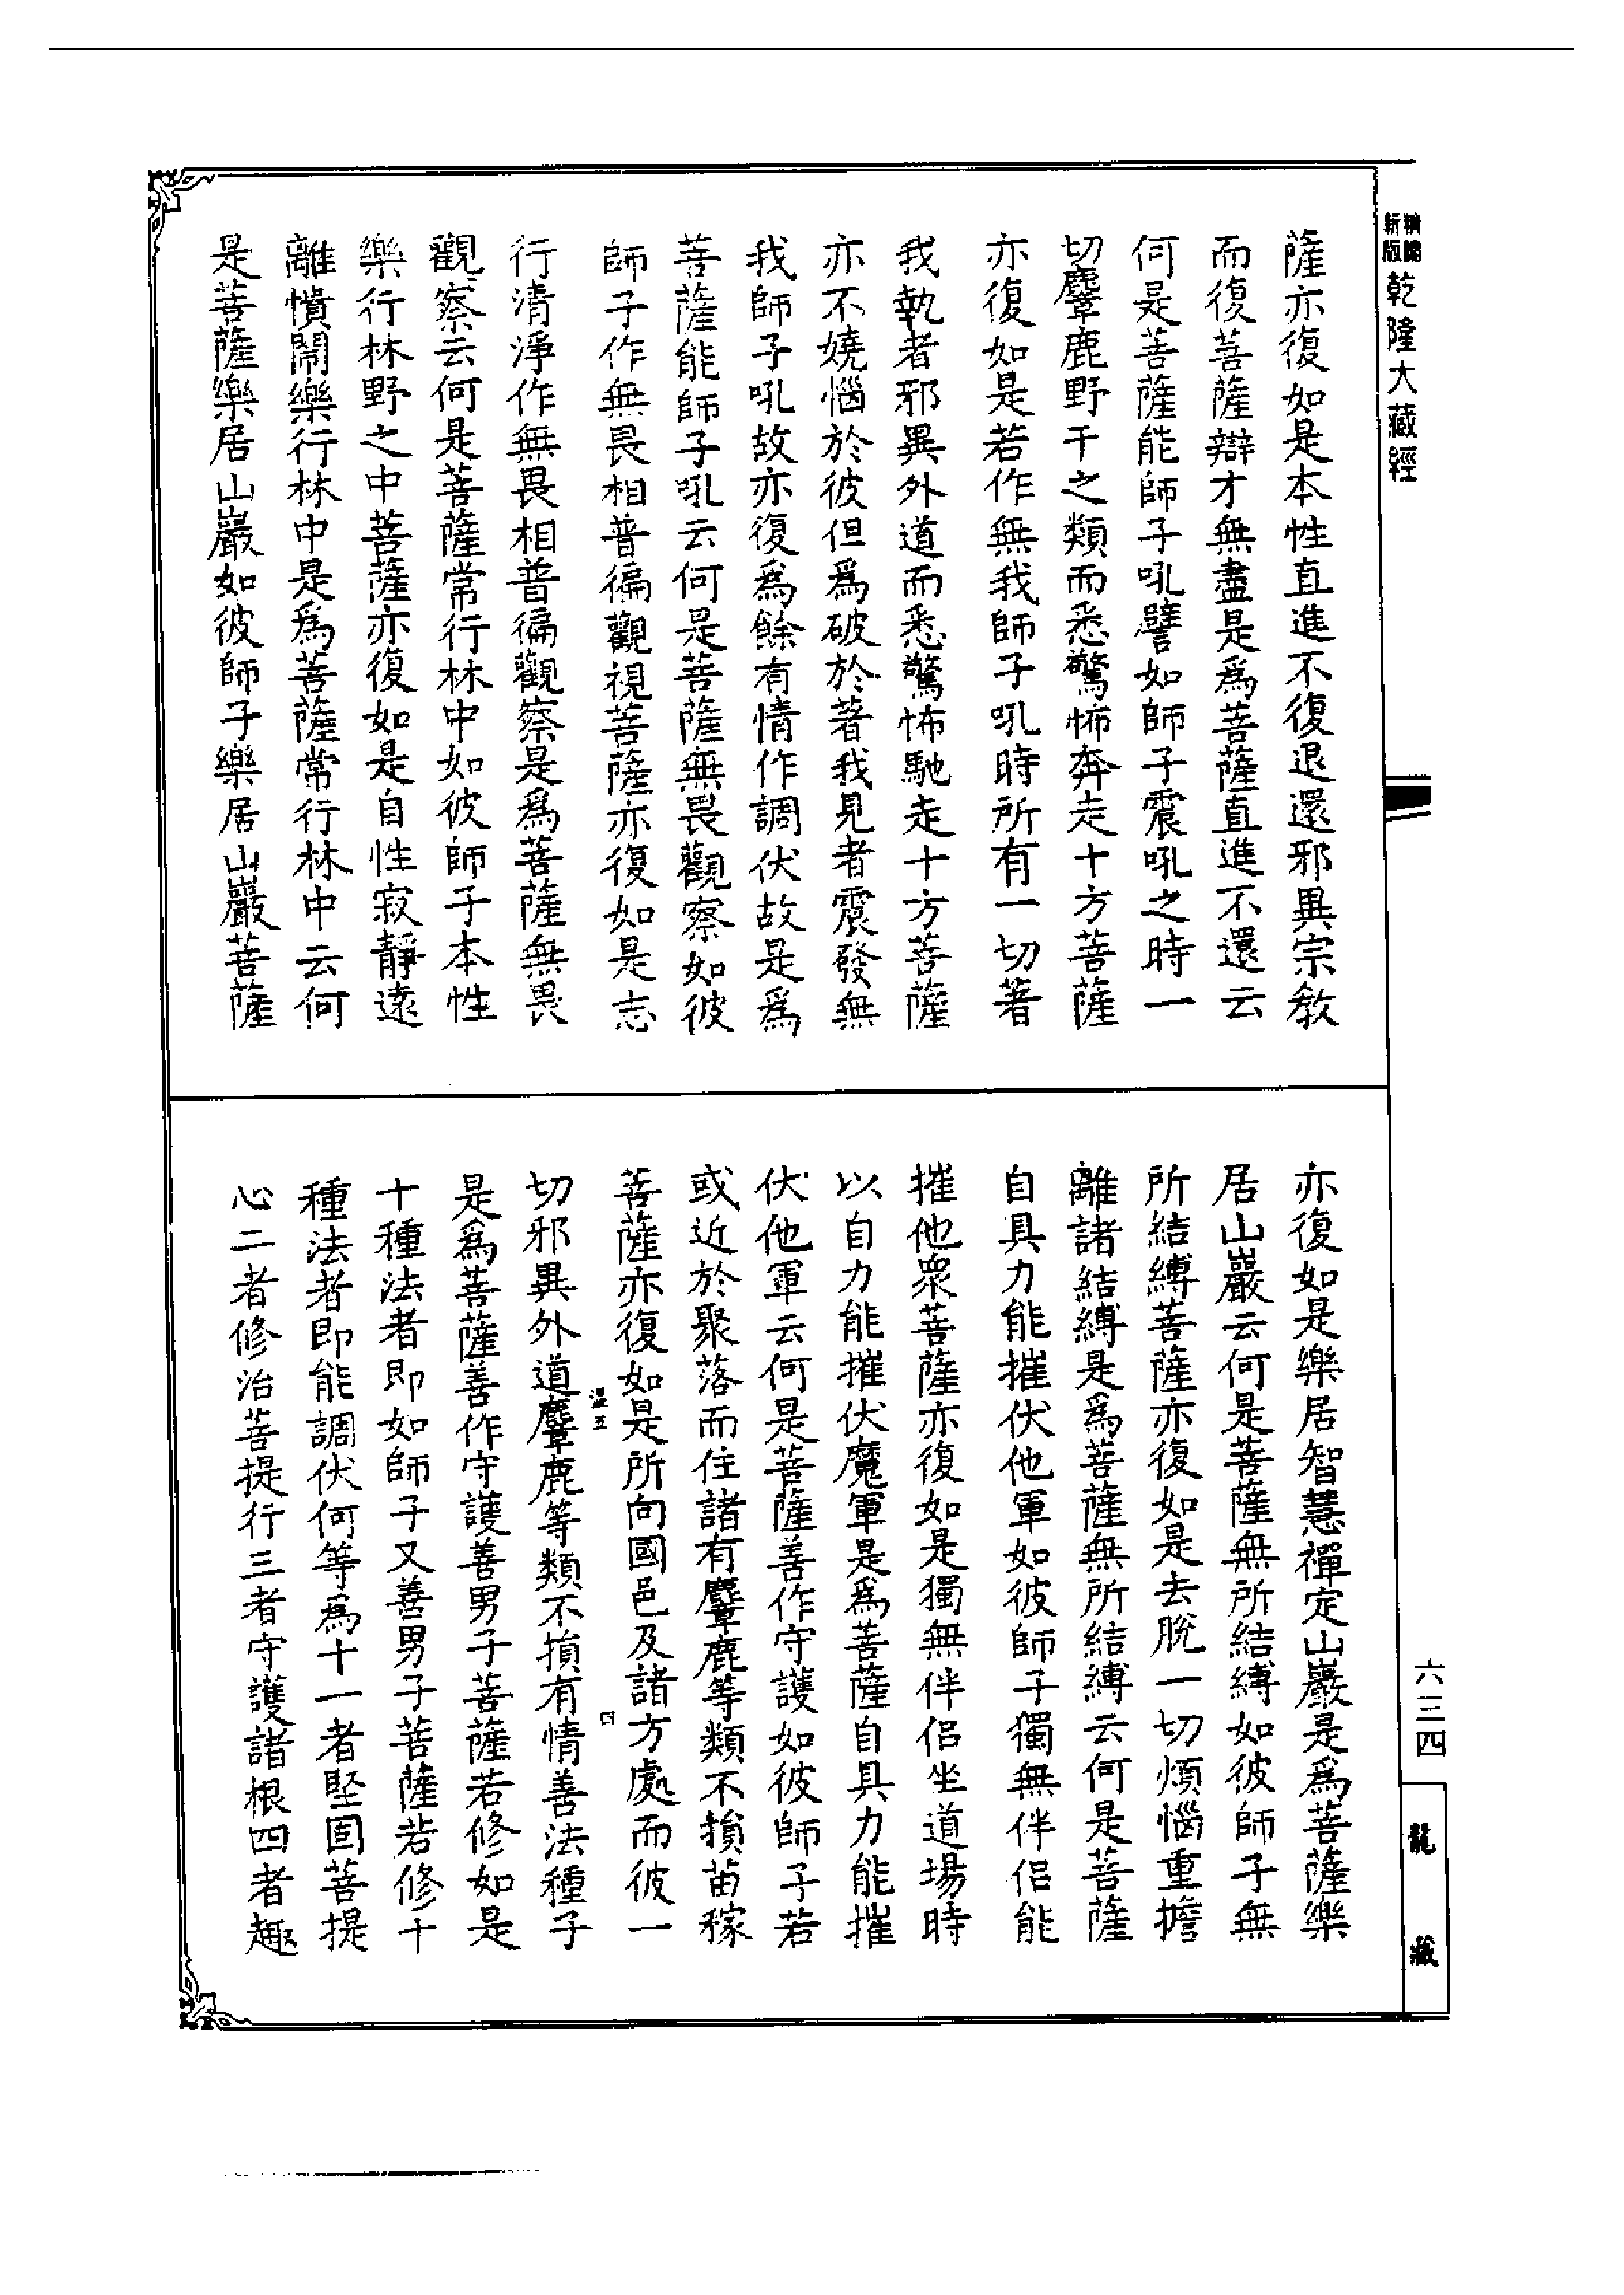 新版
精縮
乾隆大藏經
薩亦復如是本性直進不復退還邪異宗教
而復菩薩辯才無盡是爲菩薩直進不還云
何是菩薩能師子吼譬如師子震吼之時一
切麞鹿野干之類而悉驚怖奔走十方菩薩
亦復如是若作無我師子吼時所有一切著
我執者邪異外道而悉驚怖馳走十方菩薩
亦不嬈惱於彼但爲破於著我見者震發無
我師子吼故亦復爲餘有情作調伏故是爲
菩薩能師子吼云何是菩薩無畏觀察如彼
師子作無畏相普徧觀視菩薩亦復如是志
行清淨作無畏相普徧觀察是爲菩薩無畏
觀察云何是菩薩常行林中如彼師子本性
樂行林野之中菩薩亦復如是自性寂靜遠
離憒閙樂行林中是爲菩薩常行林中云何
是菩薩樂居山巖如彼師子樂居山巖菩薩
亦復如是樂居智慧禪定山巖是爲菩薩樂
居山巖云何是菩薩無所結縛如彼師子無
所結縛菩薩亦復如是去脫一切煩惱重擔
離諸結縛是爲菩薩無所結縛云何是菩薩
自具力能摧伏他軍如彼師子獨無伴侶能
摧他衆菩薩亦復如是獨無伴侶坐道場時
以自力能摧伏魔軍是爲菩薩自具力能摧
伏他軍云何是菩薩善作守護如彼師子若
或近於聚落而住諸有麞鹿等類不損苗稼
菩薩亦復如是所向國邑及諸方處而彼一
切邪異外道麞鹿等類不損有情善法種子
是爲菩薩善作守護善男子菩薩若修如是
十種法者即如師子又善男子菩薩若修十
種法者即能調伏何等爲十一者堅固菩提
心二者修治菩提行三者守護諸根四者趣
六三四
龍藏